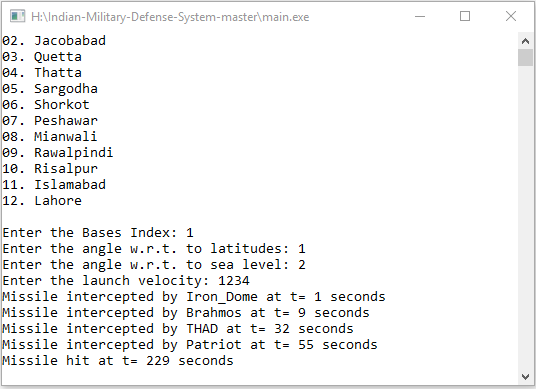 H:\Indian-Military-Defense-System-master\main.exe
02. Jacobabad
03. Quetta
04. Thatta
05. Sargodha
06. Shorkot
07. Peshawar
08. Mianwali
09. Rawalpindi
10. Risalpur
11. Islamabad
12. Lahore
Enter the Bases Index: 1
Enter the angle w.r.t. to latitudes: 1
Enter the angle w.r.t. to sea level: 2
Enter the launch velocity: 1234
Missile intercepted by Iron_Dome at t= 1 seconds
Missile intercepted by Brahmos at t= 9 seconds
Missile intercepted by THAD at t= 32 seconds
Missile intercepted by Patriot at t= 55 seconds
Missile hit at t= 229 seconds